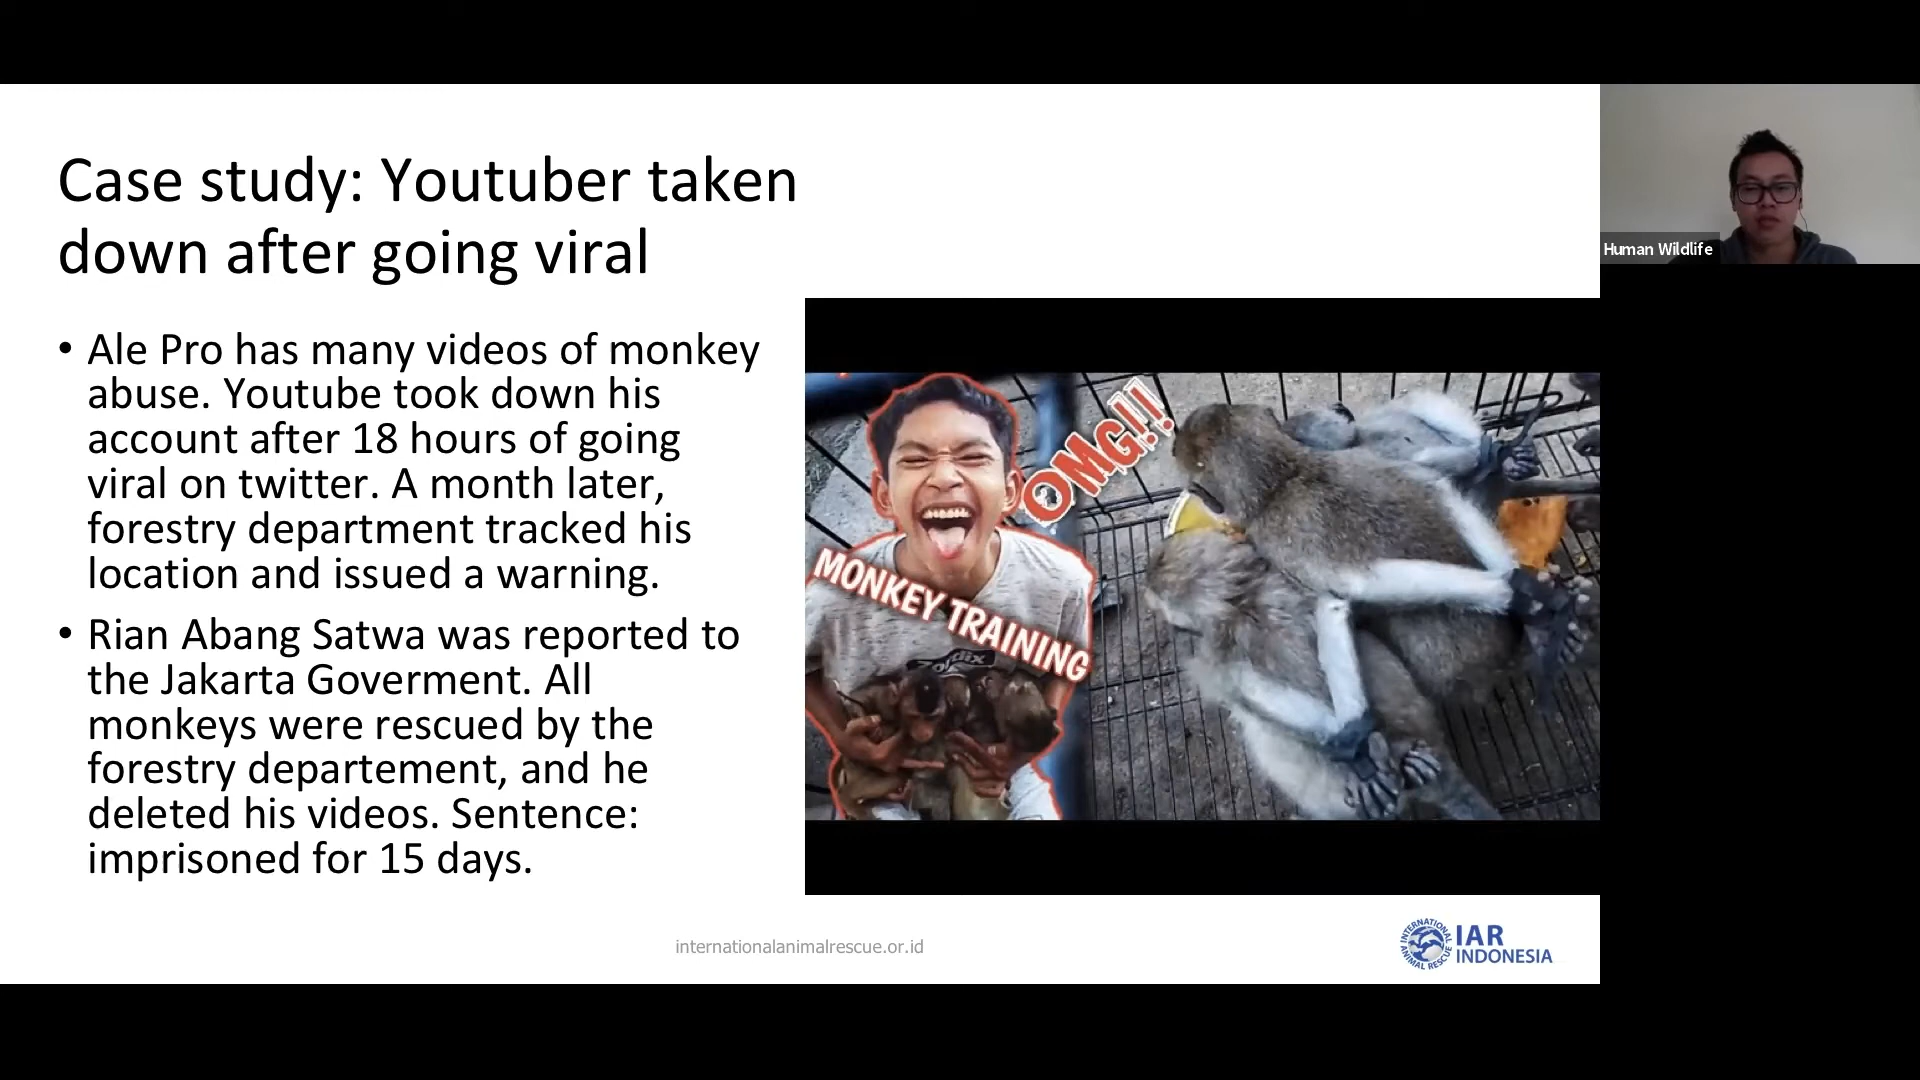 Case study: Youtuber taken
down after going viral
• Ale Pro has many videos of monkey
abuse. Youtube took down his
account after 18 hours of going
viral on twitter. A month later,
forestry department tracked his
location and issued a warning.
• Rian Abang Satwa was reported to
the Jakarta Goverment. All
monkeys were rescued by the
forestry departement, and he
deleted his videos. Sentence:
imprisoned for 15 days.
OMG!!
MONKEY TRAINING
Human Wildlife
internationalanimalrescue.or.id
INTERNATIONAL
ANIMAL RESCUE
IAR
INDONESIA